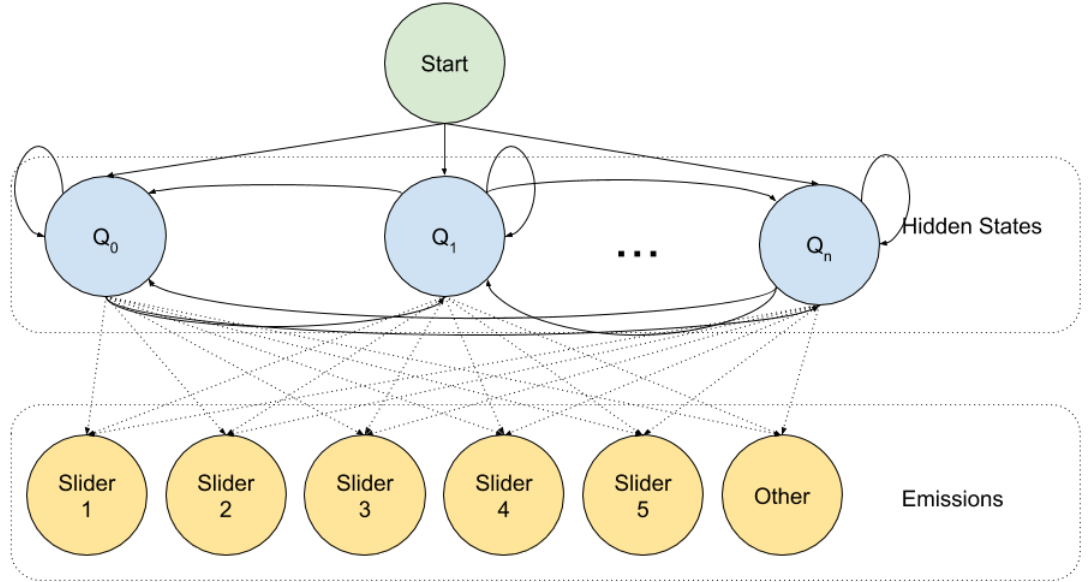 Start
Q₀
Q₁
...
Qₙ
Hidden States
Slider
1
Slider
2
Slider
3
Slider
4
Slider
5
Other
Emissions